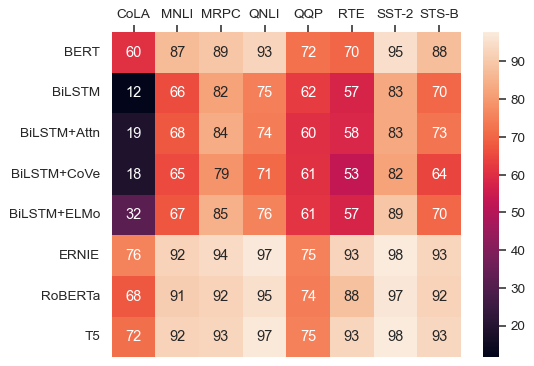 CoLA MNLI MRPC QNLI QQP RTE SST-2 STS-B
BERT 60 87 89 93 72 70 95 88
BiLSTM 12 66 82 75 62 57 83 70
BiLSTM+Attn 19 68 84 74 60 58 83 73
BiLSTM+CoVe 18 65 79 71 61 53 82 64
BiLSTM+ELMo 32 67 85 76 61 57 89 70
ERNIE 76 92 94 97 75 93 98 93
RoBERTa 68 91 92 95 74 88 97 92
T5 72 92 93 97 75 93 98 93
90
80
70
60
50
40
30
20